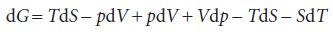 dG = TdS – pdV + pdV + Vdp – TdS – SdT